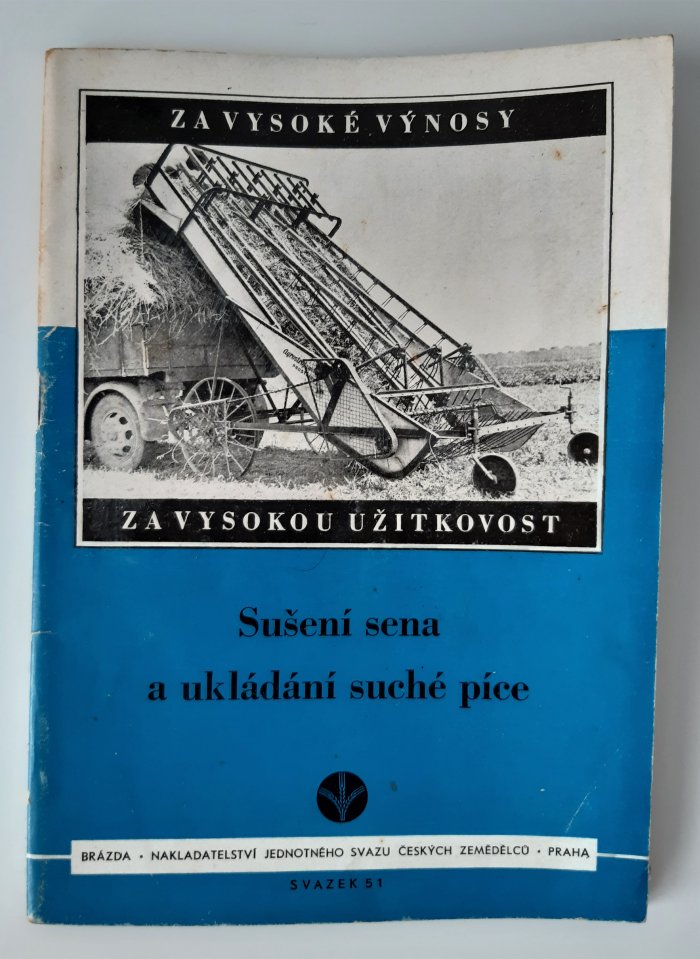 ZA VYSOKÉ VÝNOSY
ZA VYSOKOU UŽITKOVOST
Sušení sena
a ukládání suché píce
BRÁZDA • NAKLADATELSTVÍ JEDNOTNÉHO SVAZU ČESKÝCH ZEMĚDĚLCŮ • PRAHA
SVAZEK 51